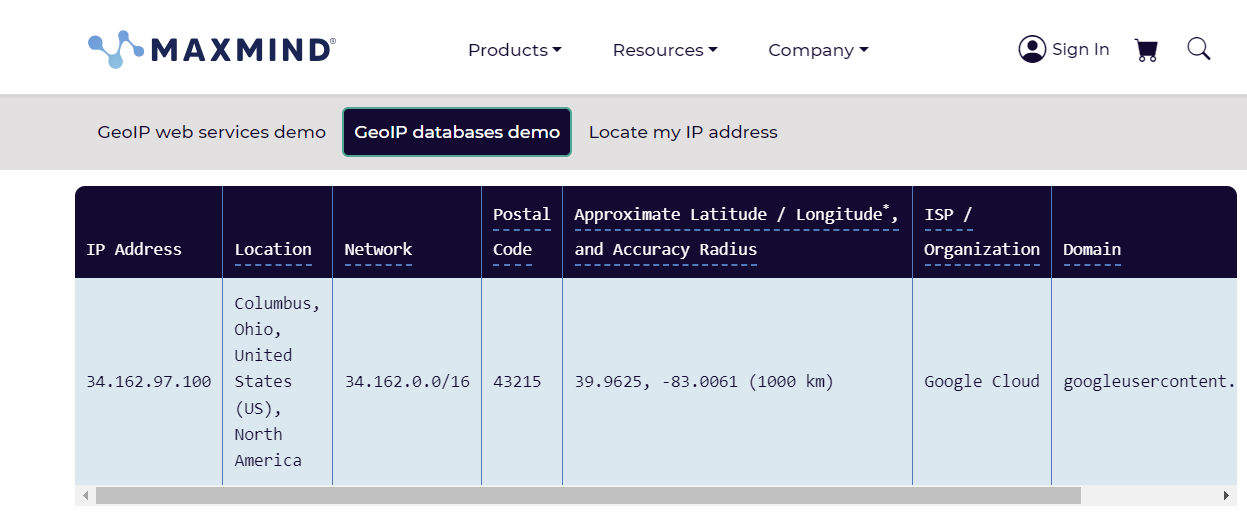 MAXMIND®
Products
Resources
Company
Sign In
GeoIP web services demo
GeoIP databases demo
Locate my IP address
IP Address
Location
Network
Postal
Code
Approximate Latitude / Longitude*,
and Accuracy Radius
ISP /
Organization
Domain
34.162.97.100
Columbus,
Ohio,
United
States
(US),
North
America
34.162.0.0/16
43215
39.9625, -83.0061 (1000 km)
Google Cloud
googleusercontent.